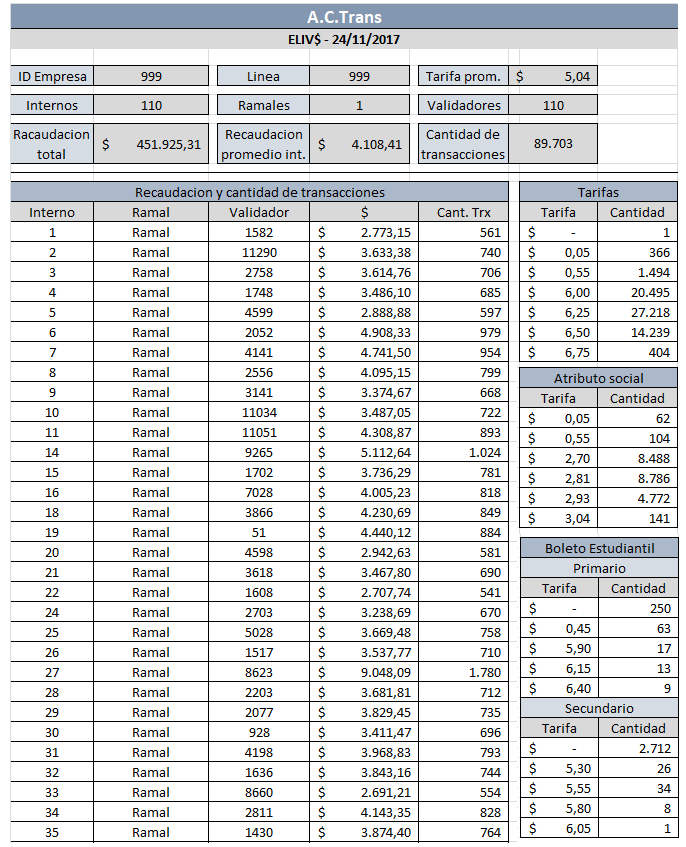 A.C.Trans
ELIV$ - 24/11/2017
ID Empresa 999 Linea 999 Tarifa prom. $ 5,04
Internos 110 Ramales 1 Validadores 110
Racaudacion total $ 451.925,31 Recaudacion promedio int. $ 4.108,41 Cantidad de transacciones 89.703
Recaudacion y cantidad de transacciones
Interno Ramal Validador $ Cant. Trx
1 Ramal 1582 $ 2.773,15 561
2 Ramal 11290 $ 3.633,38 740
3 Ramal 2758 $ 3.614,76 706
4 Ramal 1748 $ 3.486,10 685
5 Ramal 4599 $ 2.888,88 597
6 Ramal 2052 $ 4.908,33 979
7 Ramal 4141 $ 4.741,50 954
8 Ramal 2556 $ 4.095,15 799
9 Ramal 3141 $ 3.374,67 668
10 Ramal 11034 $ 3.487,05 722
11 Ramal 11051 $ 4.308,87 893
14 Ramal 9265 $ 5.112,64 1.024
15 Ramal 1702 $ 3.736,29 781
16 Ramal 7028 $ 4.005,23 818
18 Ramal 3866 $ 4.230,69 849
19 Ramal 51 $ 4.440,12 884
20 Ramal 4598 $ 2.942,63 581
21 Ramal 3618 $ 3.467,80 690
22 Ramal 1608 $ 2.707,74 541
24 Ramal 2703 $ 3.238,69 670
25 Ramal 5028 $ 3.669,48 758
26 Ramal 1517 $ 3.537,77 710
27 Ramal 8623 $ 9.048,09 1.780
28 Ramal 2203 $ 3.681,81 712
29 Ramal 2077 $ 3.829,45 735
30 Ramal 928 $ 3.411,47 696
31 Ramal 4198 $ 3.968,83 793
32 Ramal 1636 $ 3.843,16 744
33 Ramal 8660 $ 2.691,21 554
34 Ramal 2811 $ 4.143,35 828
35 Ramal 1430 $ 3.874,40 764
Tarifas
Tarifa Cantidad
$ - 1
$ 0,05 366
$ 0,55 1.494
$ 6,00 20.495
$ 6,25 27.218
$ 6,50 14.239
$ 6,75 404
Atributo social
Tarifa Cantidad
$ 0,05 62
$ 0,55 104
$ 2,70 8.488
$ 2,81 8.786
$ 2,93 4.772
$ 3,04 141
Boleto Estudiantil
Primario
Tarifa Cantidad
$ - 250
$ 0,45 63
$ 5,90 17
$ 6,15 13
$ 6,40 9
Secundario
Tarifa Cantidad
$ - 2.712
$ 5,30 26
$ 5,55 34
$ 5,80 8
$ 6,05 1